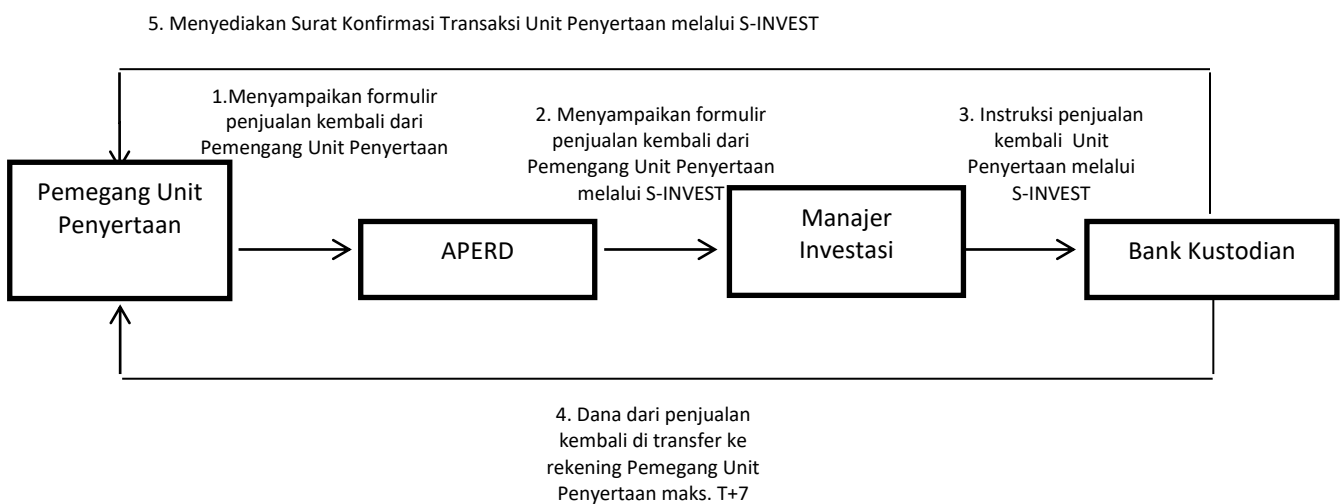 5. Menyediakan Surat Konfirmasi Transaksi Unit Penyertaan melalui S-INVEST
1.Menyampaikan formulir
penjualan kembali dari
Pemengang Unit Penyertaan
2. Menyampaikan formulir
penjualan kembali dari
Pemengang Unit Penyertaan
melalui S-INVEST
3. Instruksi penjualan
kembali Unit
Penyertaan melalui
S-INVEST
Pemegang Unit
Penyertaan
APERD
Manajer
Investasi
Bank Kustodian
4. Dana dari penjualan
kembali di transfer ke
rekening Pemegang Unit
Penyertaan maks. T+7